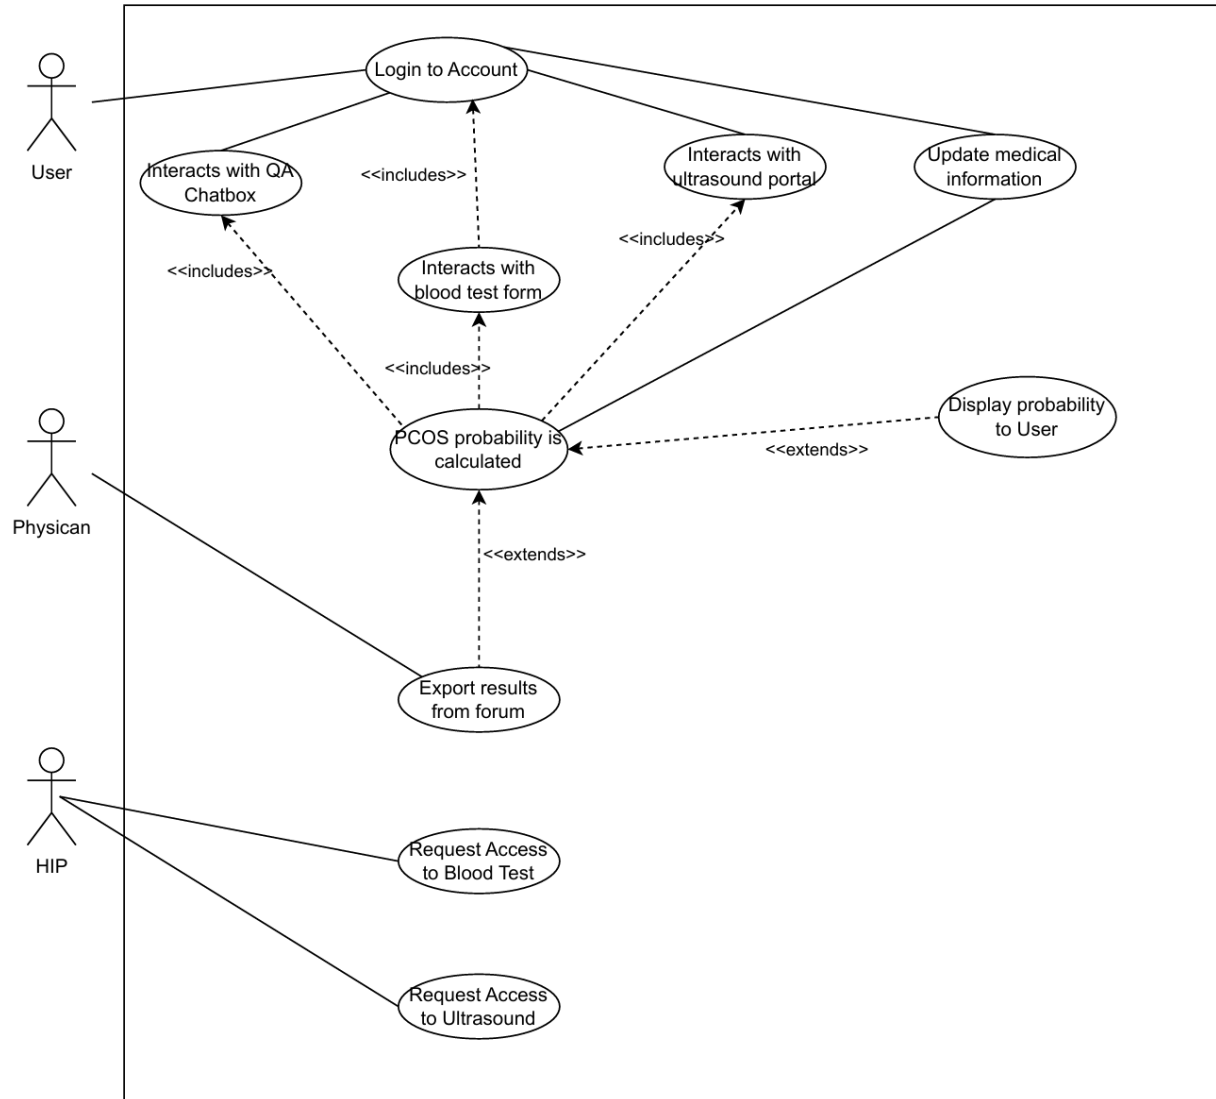 Login to Account
User
Interacts with QA
Chatbox
<<includes>>
Interacts with
ultrasound portal
Update medical
information
<<includes>>
<<includes>>
Interacts with
blood test form
<<includes>>
PCOS probability is
calculated
Display probability
to User
<<extends>>
Physican
<<extends>>
Export results
from forum
HIP
Request Access
to Blood Test
Request Access
to Ultrasound